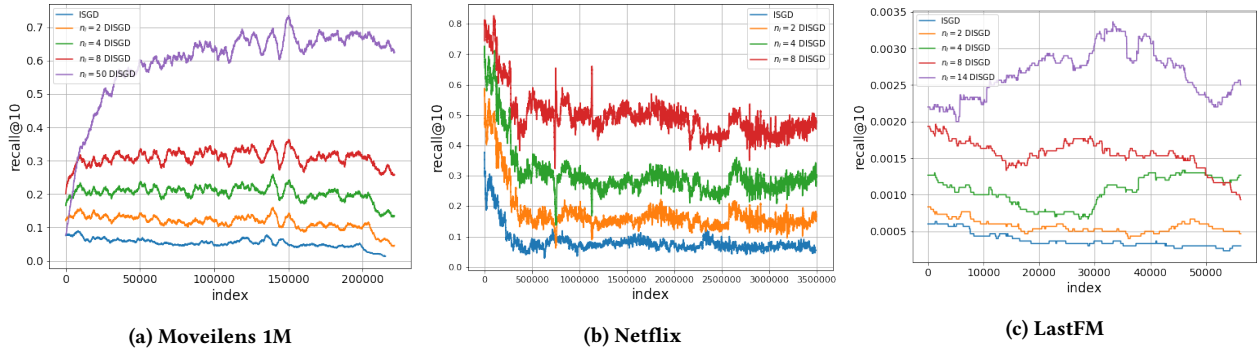 0.7
0.6
0.5
0.4
0.3
0.2
0.1
0.0
recall@10
ISGD
n_i = 2 DISGD
n_i = 4 DISGD
n_i = 8 DISGD
n_i = 50 DISGD
0
50000
100000
150000
200000
index
(a) Moveilens 1M
0.8
0.7
0.6
0.5
0.4
0.3
0.2
0.1
0.0
recall@10
ISGD
n_i = 2 DISGD
n_i = 4 DISGD
n_i = 8 DISGD
0
500000
1000000
1500000
2000000
2500000
3000000
3500000
index
(b) Netflix
0.0035
0.0030
0.0025
0.0020
0.0015
0.0010
0.0005
recall@10
ISGD
n_i = 2 DISGD
n_i = 4 DISGD
n_i = 8 DISGD
n_i = 14 DISGD
0
10000
20000
30000
40000
50000
index
(c) LastFM